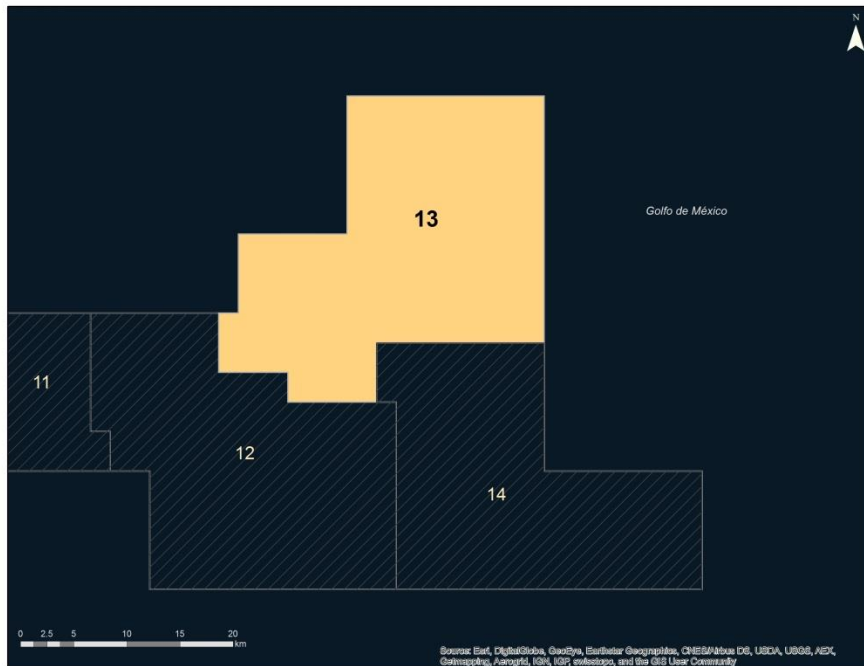 N
13
Golfo de México
11
12
14
0 2.5 5 10 15 20
km
Source: Esri, DigitalGlobe, GeoEye, Earthstar Geographics, CNES/Airbus DS, USDA, USGS, AEX,
Getmapping, Aerogrid, IGN, IGP, swisstopo, and the GIS User Community